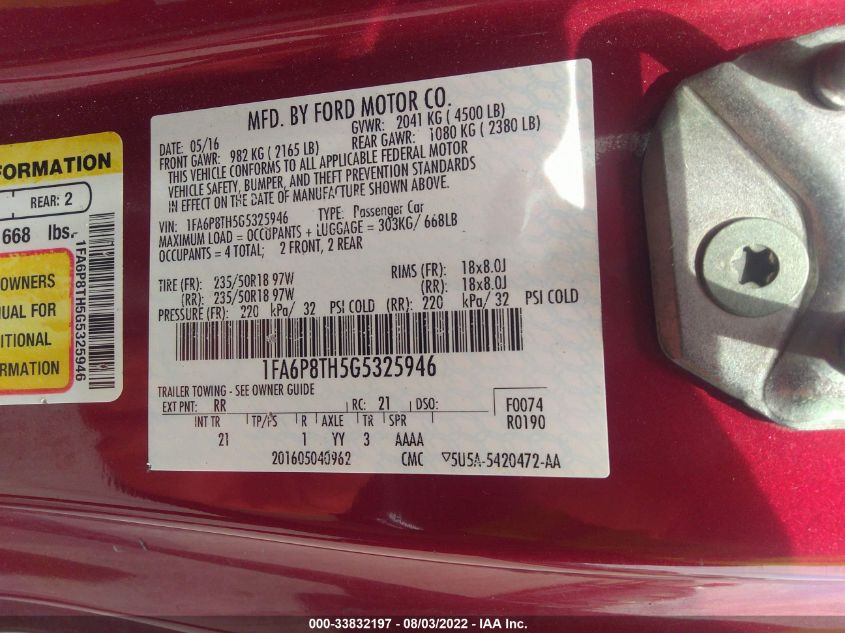 MFD. BY FORD MOTOR CO.
DATE: 05/16 GVWR: 2041 KG ( 4500 LB)
FRONT GAWR: 982 KG ( 2165 LB) REAR GAWR: 1080 KG ( 2380 LB)
THIS VEHICLE CONFORMS TO ALL APPLICABLE FEDERAL MOTOR
VEHICLE SAFETY, BUMPER, AND THEFT PREVENTION STANDARDS
IN EFFECT ON THE DATE OF MANUFACTURE SHOWN ABOVE.
VIN: 1FA6P8TH5G5325946 TYPE: Passenger Car
MAXIMUM LOAD = OCCUPANTS + LUGGAGE = 303KG/ 668LB
OCCUPANTS = 4 TOTAL; 2 FRONT, 2 REAR
TIRE (FR): 235/50R18 97W RIMS (FR): 18x8.0J
(RR): 235/50R18 97W (RR): 18x8.0J
PRESSURE (FR): 220 kPa/ 32 PSI COLD (RR): 220 kPa/ 32 PSI COLD
1FA6P8TH5G5325946
TRAILER TOWING - SEE OWNER GUIDE
EXT PNT: RR RC: 21 DSO: F0074
INT TR TP/PS R AXLE TR SPR R0190
21 1 YY 3 AAAA
201605040962 CMC ▽5U5A-5420472-AA
FORMATION
REAR: 2
668 lbs.
OWNERS
NUAL FOR
ITIONAL
FORMATION
1FA6P8TH5G5325946
000-33832197 - 08/03/2022 - IAA Inc.